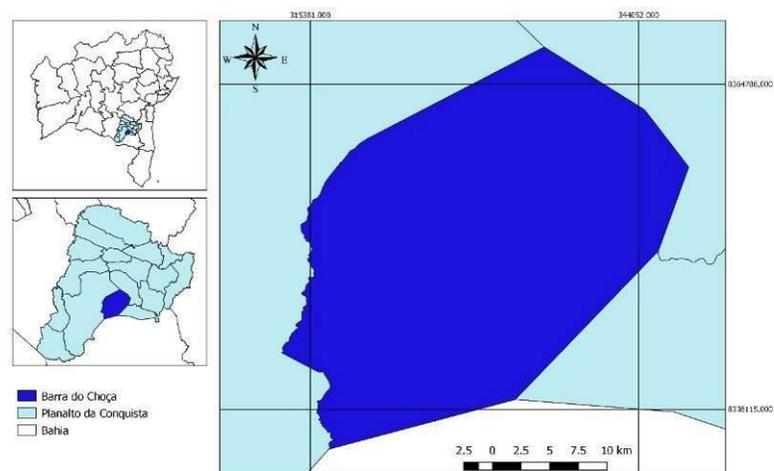 315381.000
344052.000
N
W
E
S
8364786.000
8336115.000
Barra do Choça
Planalto da Conquista
Bahia
2.5 0 2.5 5 7.5 10 km